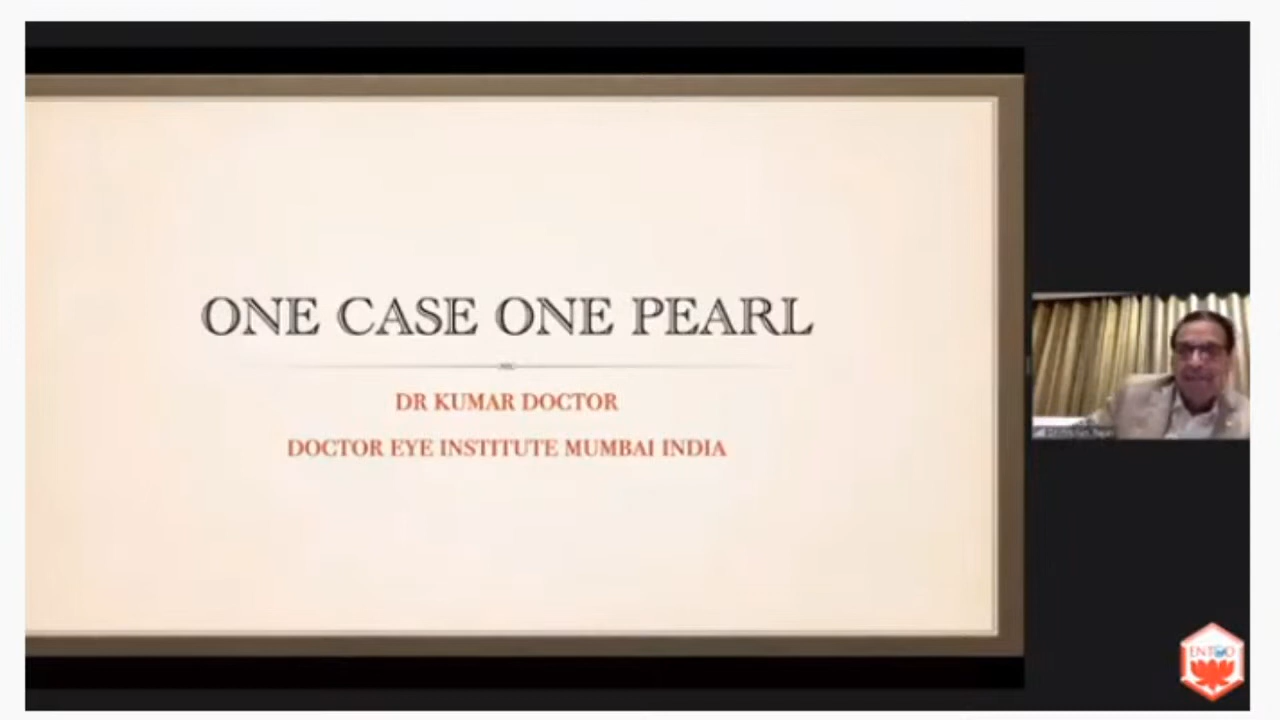 ONE CASE ONE PEARL
DR KUMAR DOCTOR
DOCTOR EYE INSTITUTE MUMBAI INDIA